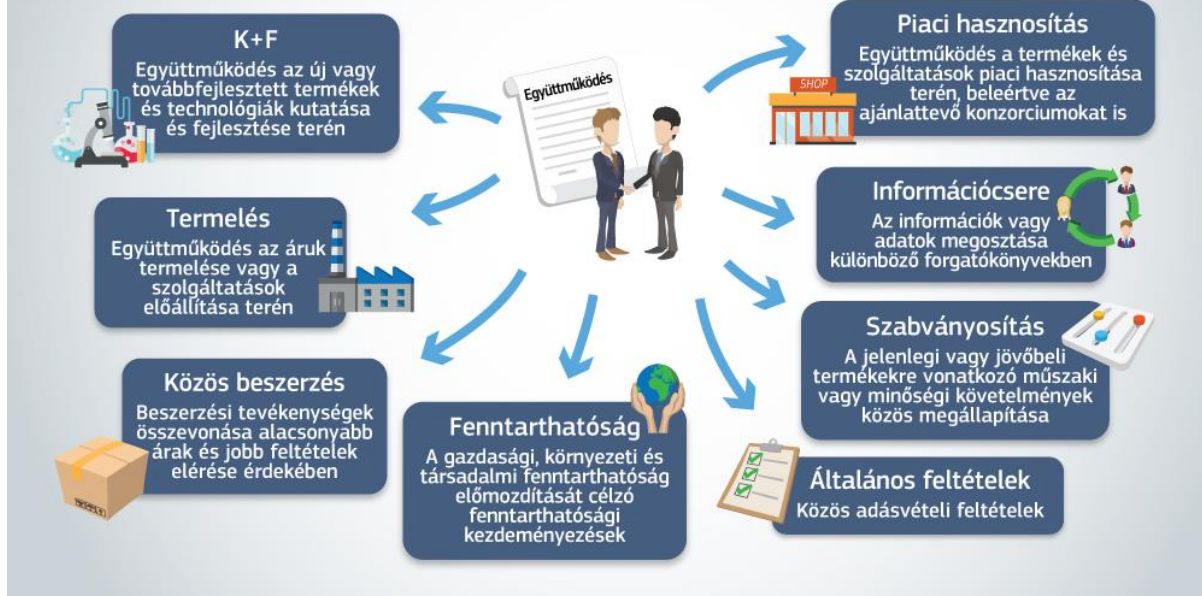 K+F
Együttműködés az új vagy
továbbfejlesztett termékek
és technológiák kutatása
és fejlesztése terén
Termelés
Együttműködés az áruk
termelése vagy a
szolgáltatások
előállítása terén
Közös beszerzés
Beszerzési tevékenységek
összevonása alacsonyabb
árak és jobb feltételek
elérése érdekében
Együttműködés
Fenntarthatóság
A gazdasági, környezeti és
társadalmi fenntarthatóság
előmozdítását célzó
fenntarthatósági
kezdeményezések
Piaci hasznosítás
Együttműködés a termékek és
szolgáltatások piaci hasznosítása
terén, beleértve az
ajánlattevő konzorciumokat is
SHOP
Információcsere
Az információk vagy
adatok megosztása
különböző forgatókönyvekben
Szabványosítás
A jelenlegi vagy jövőbeli
termékekre vonatkozó műszaki
vagy minőségi követelmények
közös megállapítása
Általános feltételek
Közös adásvételi feltételek